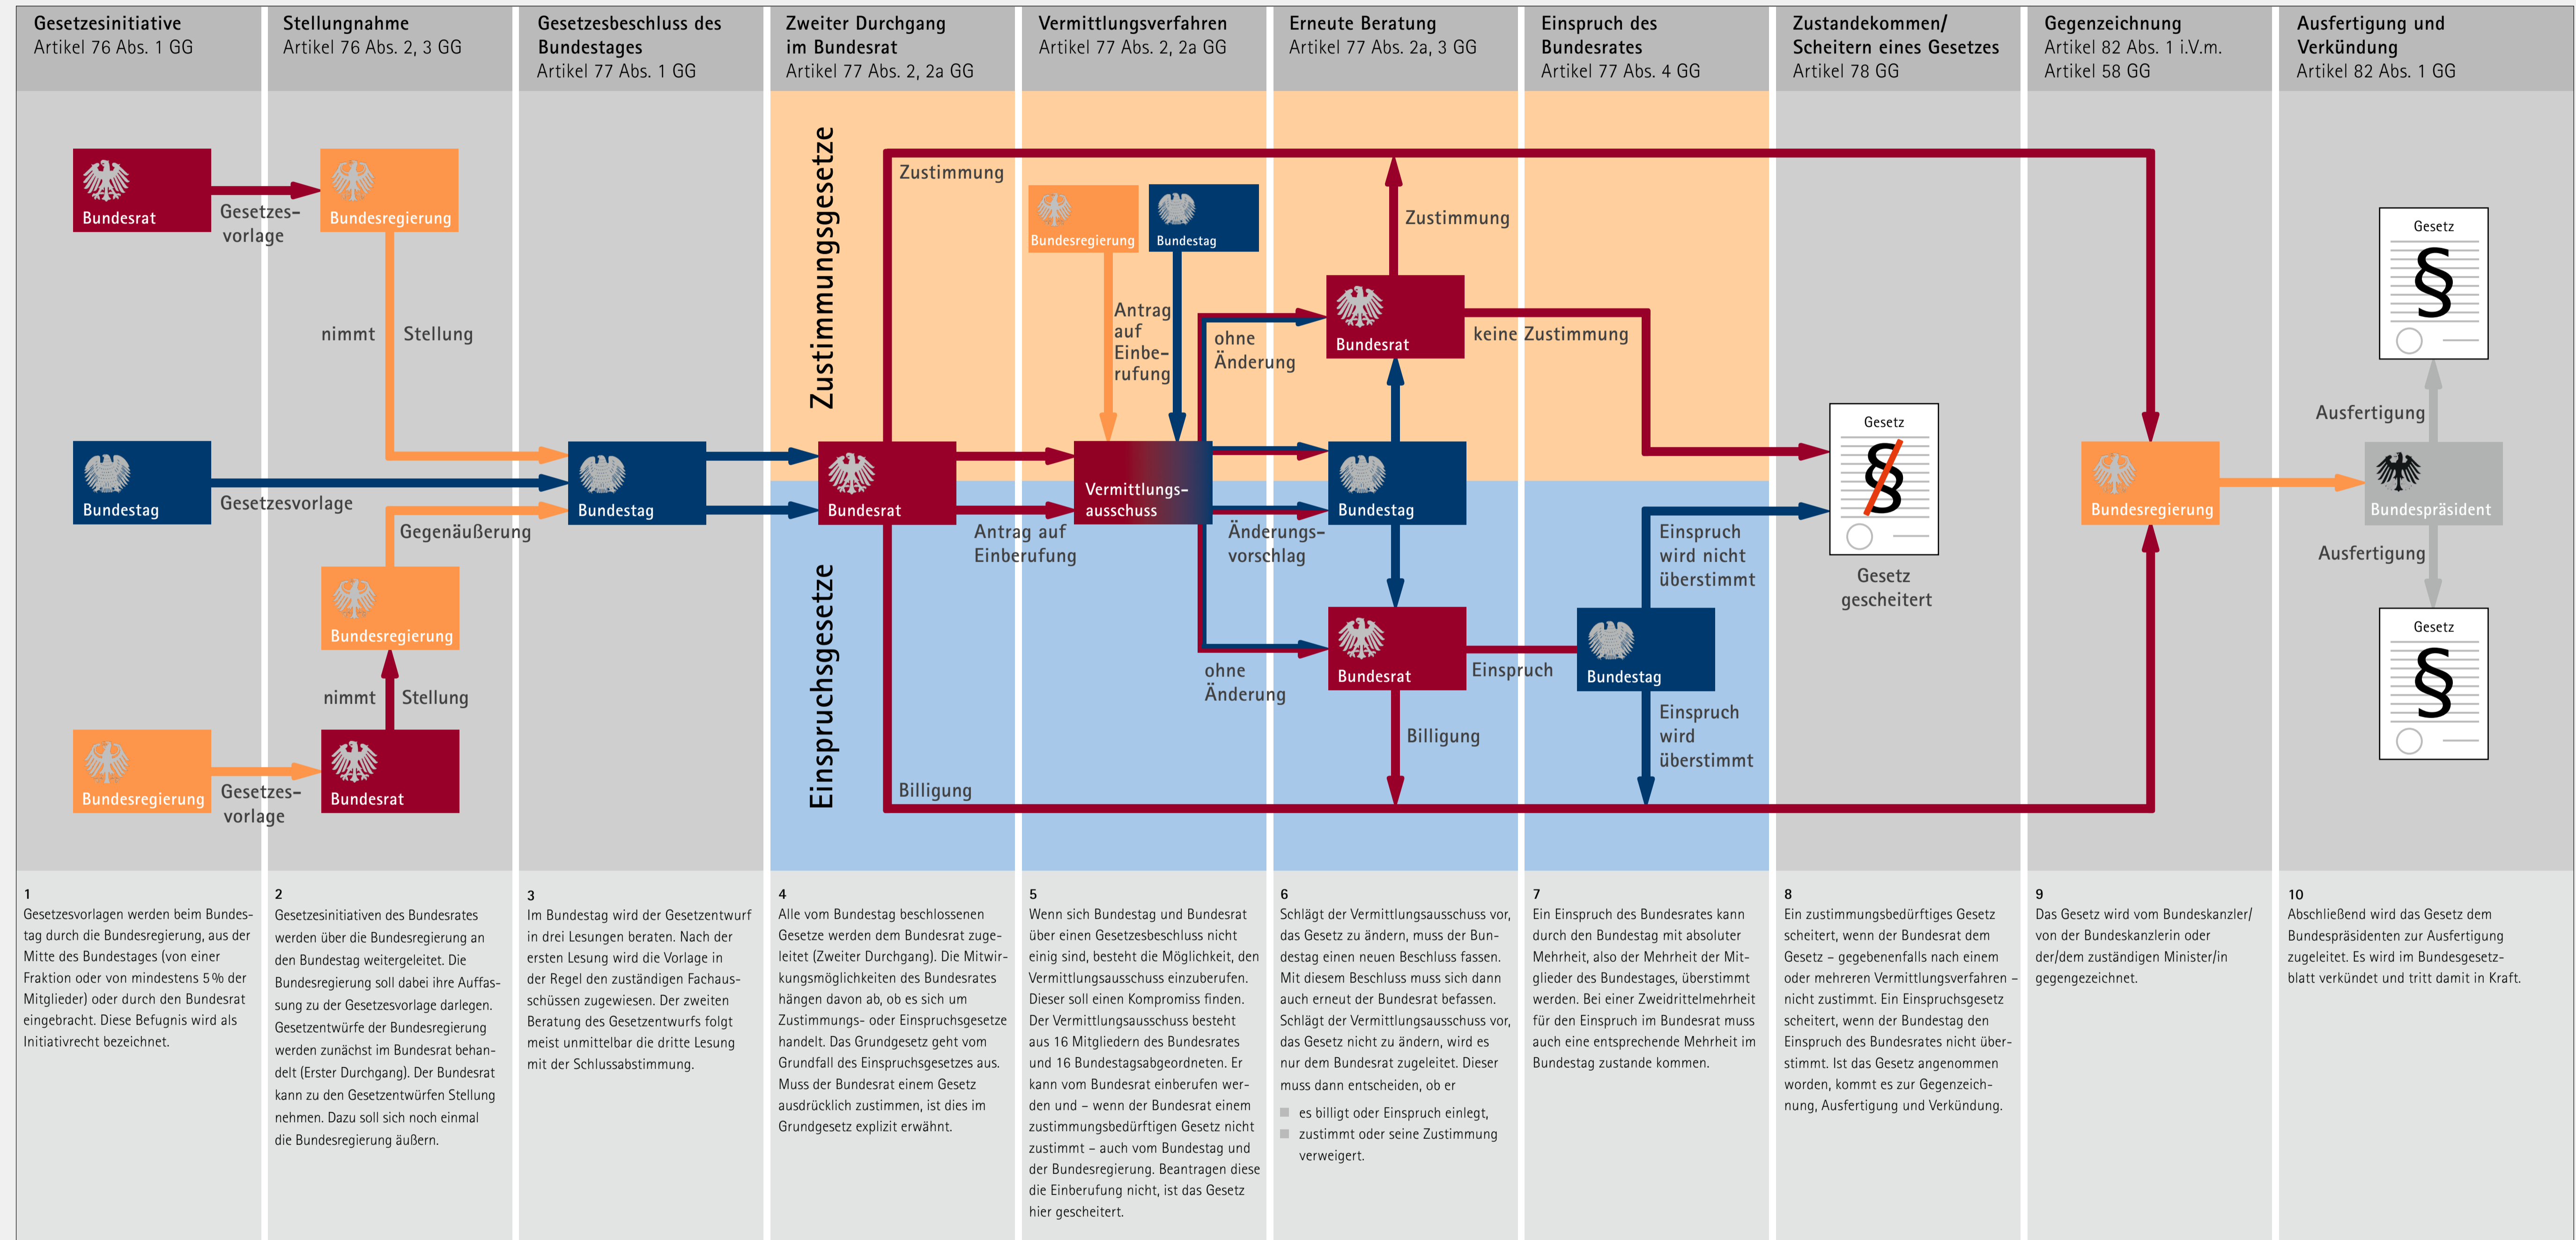 Gesetzesinitiative
Artikel 76 Abs. 1 GG
Stellungnahme
Artikel 76 Abs. 2, 3 GG
Gesetzesbeschluss des
Bundestages
Artikel 77 Abs. 1 GG
Zweiter Durchgang
im Bundesrat
Artikel 77 Abs. 2, 2a GG
Vermittlungsverfahren
Artikel 77 Abs. 2, 2a GG
Erneute Beratung
Artikel 77 Abs. 2a, 3 GG
Einspruch des
Bundesrates
Artikel 77 Abs. 4 GG
Zustandekommen/
Scheitern eines Gesetzes
Artikel 78 GG
Gegenzeichnung
Artikel 82 Abs. 1 i.V.m.
Artikel 58 GG
Ausfertigung und
Verkündung
Artikel 82 Abs. 1 GG
Bundesrat
Gesetzes-
vorlage
Bundesregierung
nimmt Stellung
Bundestag
Gesetzesvorlage
Gegenäußerung
Bundesregierung
nimmt Stellung
Bundesregierung
Gesetzes-
vorlage
Bundesrat
Bundestag
Zustimmungsgesetze
Einspruchsgesetze
Zustimmung
Bundesrat
Billigung
Antrag auf
Einberufung
Bundesregierung
Bundestag
Antrag
auf
Einbe-
rufung
Vermittlungs-
ausschuss
ohne
Änderung
Änderungs-
vorschlag
ohne
Änderung
Zustimmung
Bundesrat
keine Zustimmung
Bundestag
Bundesrat
Einspruch
Billigung
Einspruch
wird nicht
überstimmt
Bundestag
Einspruch
wird
überstimmt
Gesetz
§
Gesetz
gescheitert
Bundesregierung
Gesetz
§
Ausfertigung
Bundespräsident
Ausfertigung
Gesetz
§
1
Gesetzesvorlagen werden beim Bundes-
tag durch die Bundesregierung, aus der
Mitte des Bundestages (von einer
Fraktion oder von mindestens 5% der
Mitglieder) oder durch den Bundesrat
eingebracht. Diese Befugnis wird als
Initiativrecht bezeichnet.
2
Gesetzesinitiativen des Bundesrates
werden über die Bundesregierung an
den Bundestag weitergeleitet. Die
Bundesregierung soll dabei ihre Auffas-
sung zu der Gesetzesvorlage darlegen.
Gesetzentwürfe der Bundesregierung
werden zunächst im Bundesrat behan-
delt (Erster Durchgang). Der Bundesrat
kann zu den Gesetzentwürfen Stellung
nehmen. Dazu soll sich noch einmal
die Bundesregierung äußern.
3
Im Bundestag wird der Gesetzentwurf
in drei Lesungen beraten. Nach der
ersten Lesung wird die Vorlage in
der Regel den zuständigen Fachaus-
schüssen zugewiesen. Der zweiten
Beratung des Gesetzentwurfs folgt
meist unmittelbar die dritte Lesung
mit der Schlussabstimmung.
4
Alle vom Bundestag beschlossenen
Gesetze werden dem Bundesrat zuge-
leitet (Zweiter Durchgang). Die Mitwir-
kungsmöglichkeiten des Bundesrates
hängen davon ab, ob es sich um
Zustimmungs- oder Einspruchsgesetze
handelt. Das Grundgesetz geht vom
Grundfall des Einspruchsgesetzes aus.
Muss der Bundesrat einem Gesetz
ausdrücklich zustimmen, ist dies im
Grundgesetz explizit erwähnt.
5
Wenn sich Bundestag und Bundesrat
über einen Gesetzesbeschluss nicht
einig sind, besteht die Möglichkeit, den
Vermittlungsausschuss einzuberufen.
Dieser soll einen Kompromiss finden.
Der Vermittlungsausschuss besteht
aus 16 Mitgliedern des Bundesrates
und 16 Bundestagsabgeordneten. Er
kann vom Bundesrat einberufen wer-
den und – wenn der Bundesrat einem
zustimmungsbedürftigen Gesetz nicht
zustimmt – auch vom Bundestag und
der Bundesregierung. Beantragen diese
die Einberufung nicht, ist das Gesetz
hier gescheitert.
6
Schlägt der Vermittlungsausschuss vor,
das Gesetz zu ändern, muss der Bun-
destag einen neuen Beschluss fassen.
Mit diesem Beschluss muss sich dann
auch erneut der Bundesrat befassen.
Schlägt der Vermittlungsausschuss vor,
das Gesetz nicht zu ändern, wird es
nur dem Bundesrat zugeleitet. Dieser
muss dann entscheiden, ob er
es billigt oder Einspruch einlegt,
zustimmt oder seine Zustimmung
verweigert.
7
Ein Einspruch des Bundesrates kann
durch den Bundestag mit absoluter
Mehrheit, also der Mehrheit der Mit-
glieder des Bundestages, überstimmt
werden. Bei einer Zweidrittelmehrheit
für den Einspruch im Bundesrat muss
auch eine entsprechende Mehrheit im
Bundestag zustande kommen.
8
Ein zustimmungsbedürftiges Gesetz
scheitert, wenn der Bundesrat dem
Gesetz – gegebenenfalls nach einem
oder mehreren Vermittlungsverfahren –
nicht zustimmt. Ein Einspruchsgesetz
scheitert, wenn der Bundestag den
Einspruch des Bundesrates nicht über-
stimmt. Ist das Gesetz angenommen
worden, kommt es zur Gegenzeich-
nung, Ausfertigung und Verkündung.
9
Das Gesetz wird vom Bundeskanzler/
von der Bundeskanzlerin oder
der/dem zuständigen Minister/in
gegengezeichnet.
10
Abschließend wird das Gesetz dem
Bundespräsidenten zur Ausfertigung
zugeleitet. Es wird im Bundesgesetz-
blatt verkündet und tritt damit in Kraft.